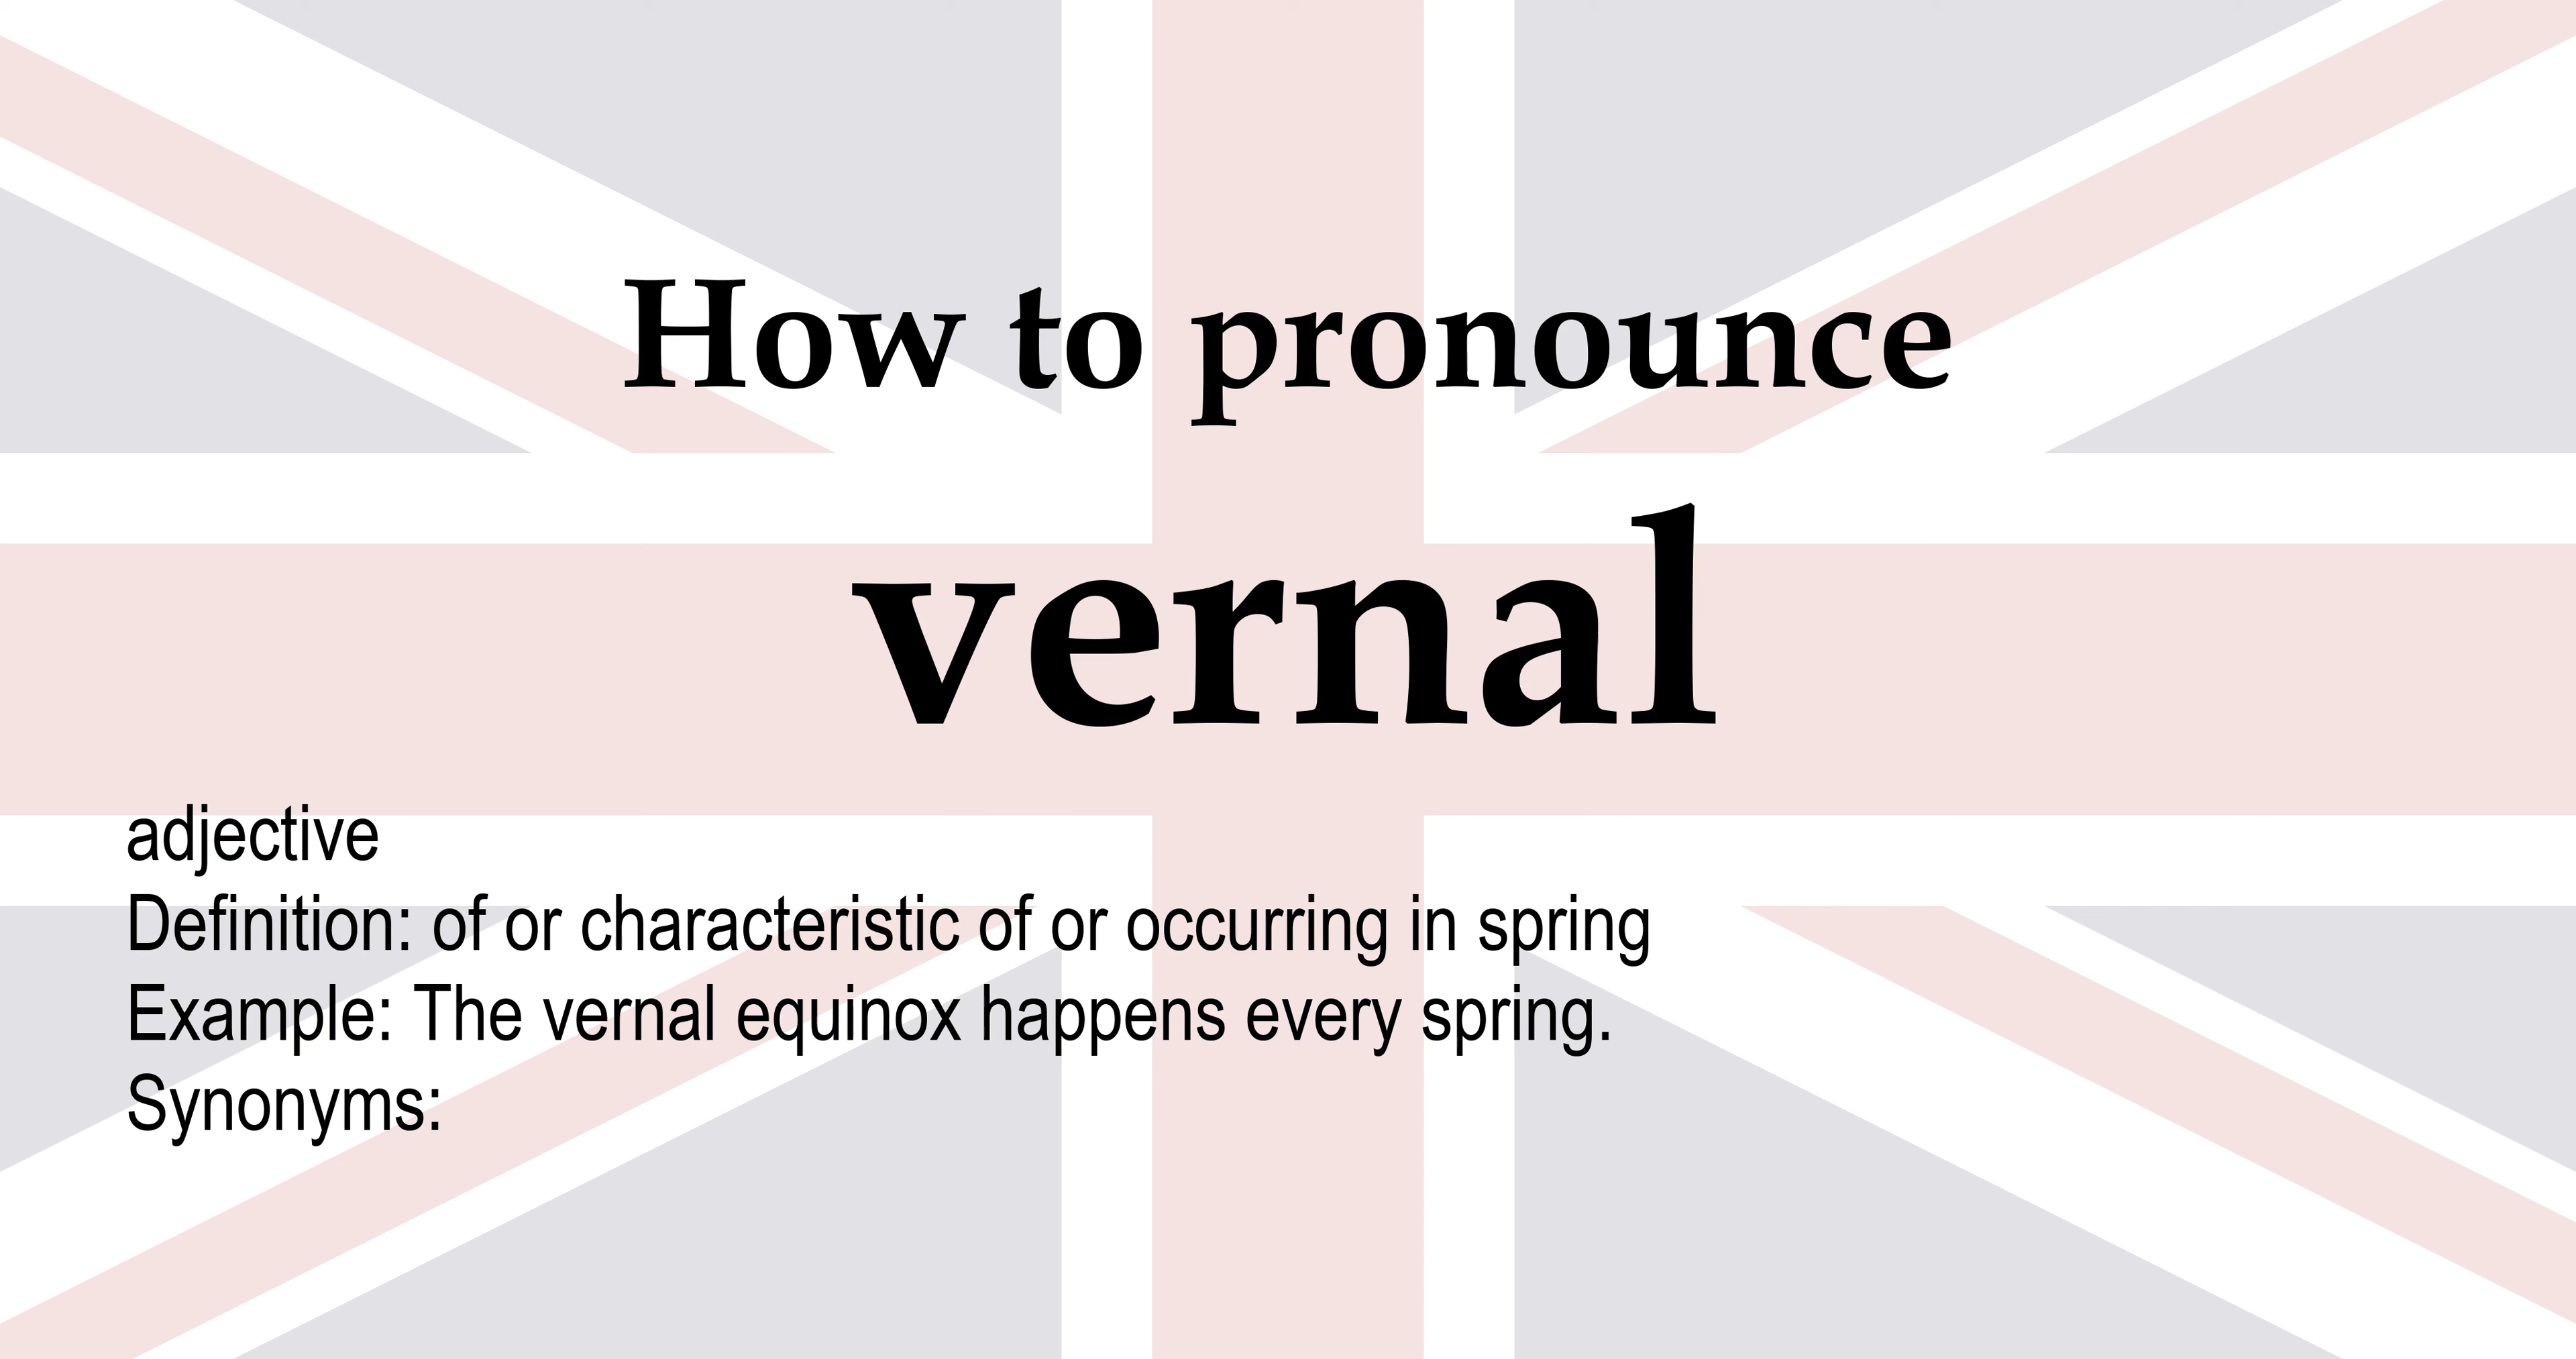 How to pronounce
vernal
adjective
Definition: of or characteristic of or occurring in spring
Example: The vernal equinox happens every spring.
Synonyms: